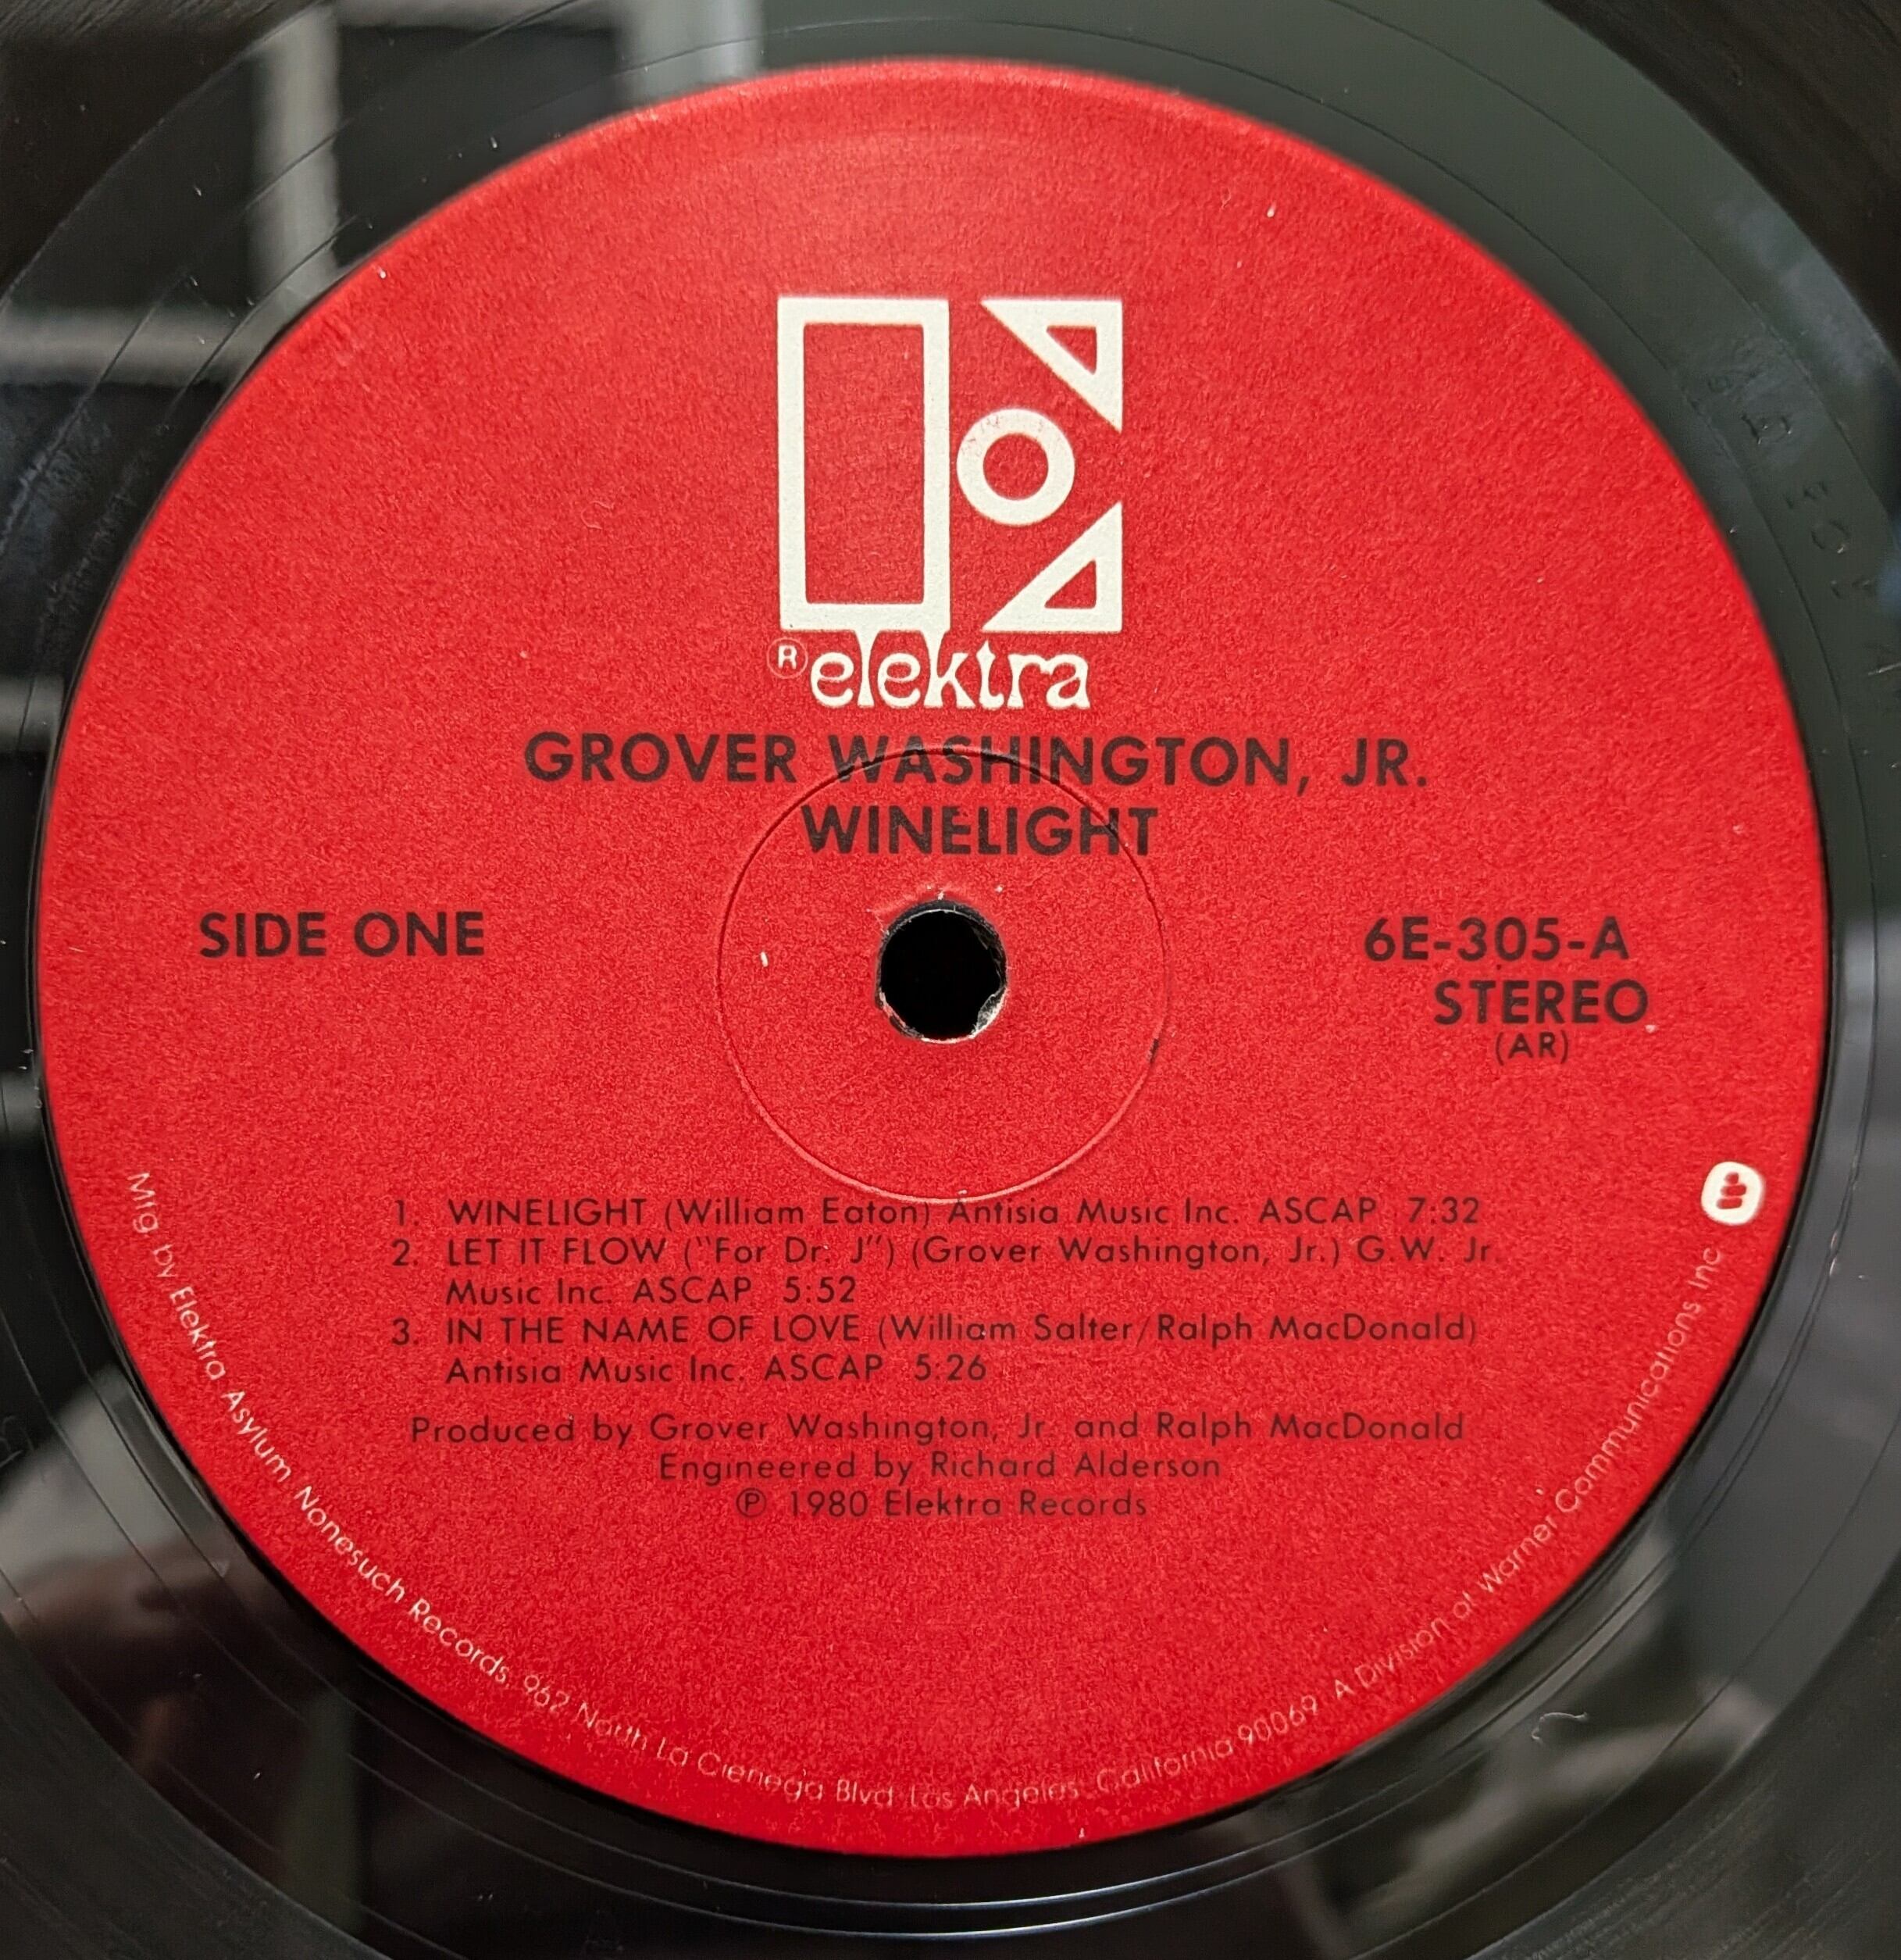 ® elektra
GROVER WASHINGTON, JR.
WINELIGHT
SIDE ONE
6E-305-A
STEREO
(AR)
1. WINELIGHT (William Eaton) Antisia Music Inc. ASCAP 7:32
2. LET IT FLOW ("For Dr. J") (Grover Washington, Jr.) G.W. Jr.
Music Inc. ASCAP 5:52
3. IN THE NAME OF LOVE (William Salter/Ralph MacDonald)
Antisia Music Inc. ASCAP 5:26
Produced by Grover Washington, Jr. and Ralph MacDonald
Engineered by Richard Alderson
℗ 1980 Elektra Records
Mfg by Elektra Asylum Nonesuch Records, 962 North La Cienega Blvd Los Angeles, California 90069. A Division of Warner Communications Inc.